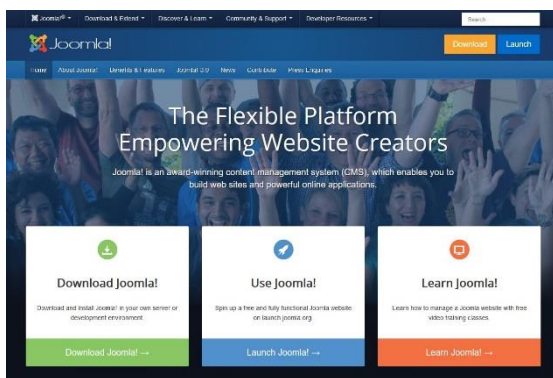 Joomla!® Download & Extend Discover & Learn Community & Support Developer Resources Search
Joomla! Download Launch
Home About Joomla! Benefits & Features Joomla! 3.0 News Contribute Press Enquiries
The Flexible Platform
Empowering Website Creators
Joomla! is an award-winning content management system (CMS), which enables you to
build web sites and powerful online applications.
Download Joomla! Use Joomla! Learn Joomla!
Download and install Joomla! in your own server or
development environment.
Spin up a free and fully functional Joomla website
on launch.joomla.org
Learn how to manage a Joomla website with free
video training classes.
Download Joomla! → Launch Joomla! → Learn Joomla! →